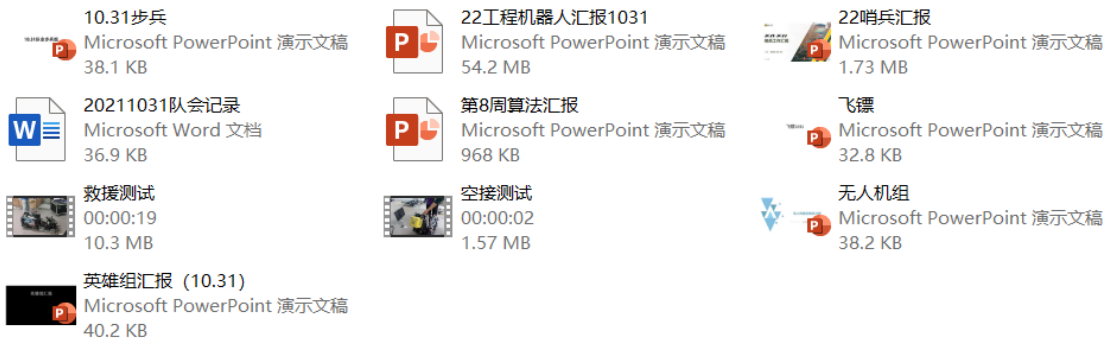 10.31步兵
Microsoft PowerPoint 演示文稿
38.1 KB
22工程机器人汇报1031
Microsoft PowerPoint 演示文稿
54.2 MB
22哨兵汇报
Microsoft PowerPoint 演示文稿
1.73 MB
20211031队会记录
Microsoft Word 文档
36.9 KB
第8周算法汇报
Microsoft PowerPoint 演示文稿
968 KB
飞镖
Microsoft PowerPoint 演示文稿
32.8 KB
救援测试
00:00:19
10.3 MB
空接测试
00:00:02
1.57 MB
无人机组
Microsoft PowerPoint 演示文稿
38.2 KB
英雄组汇报（10.31）
Microsoft PowerPoint 演示文稿
40.2 KB